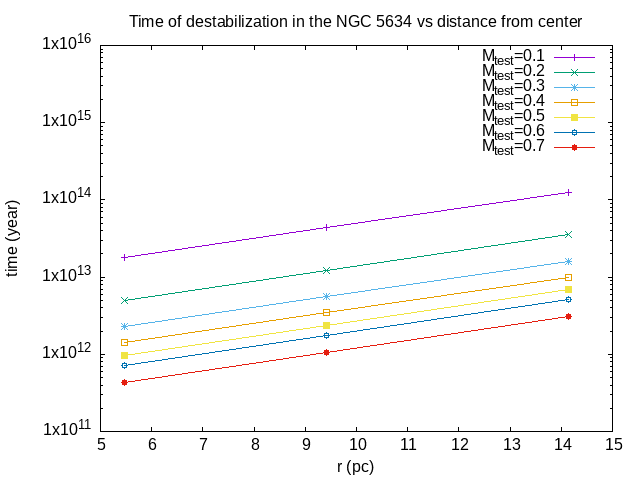 Time of destabilization in the NGC 5634 vs distance from center
1x10^16
1x10^15
1x10^14
1x10^13
1x10^12
1x10^11
time (year)
M_test=0.1
M_test=0.2
M_test=0.3
M_test=0.4
M_test=0.5
M_test=0.6
M_test=0.7
5 6 7 8 9 10 11 12 13 14 15
r (pc)